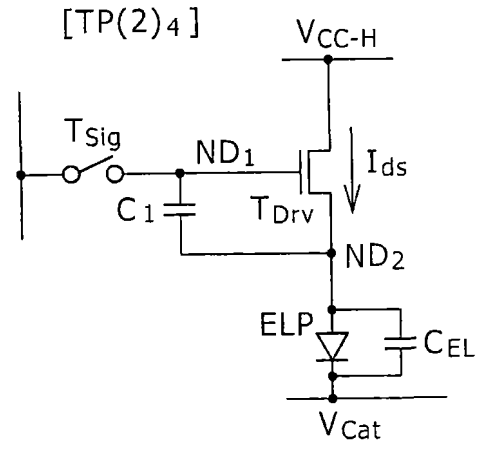 [TP(2)4]
VCC-H
TSig
ND1
Ids
C1
TDrv
ND2
ELP
CEL
VCat